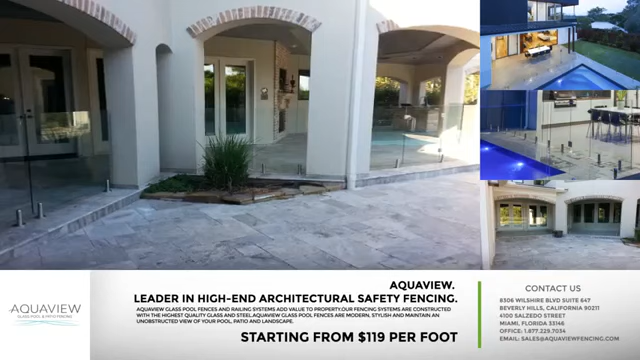 AQUAVIEW.
LEADER IN HIGH-END ARCHITECTURAL SAFETY FENCING.
AQUAVIEW GLASS POOL FENCES AND RAILING SYSTEMS ADD VALUE TO PROPERTY.OUR FENCING SYSTEMS ARE CONSTRUCTED
WITH THE HIGHEST QUALITY GLASS AND STEEL.AQUAVIEW GLASS POOL FENCES ARE MODERN, STYLISH AND MAINTAIN AN
UNOBSTRUCTED VIEW OF YOUR POOL, PATIO AND LANDSCAPE.
STARTING FROM $119 PER FOOT
AQUAVIEW
GLASS POOL & PATIO FENCING
CONTACT US
8306 WILSHIRE BLVD SUITE 647
BEVERLY HILLS, CALIFORNIA 90211
4100 SALZEDO STREET
MIAMI, FLORIDA 33146
OFFICE: 1.877.229.7034
EMAIL: SALES@AQUAVIEWFENCING.COM